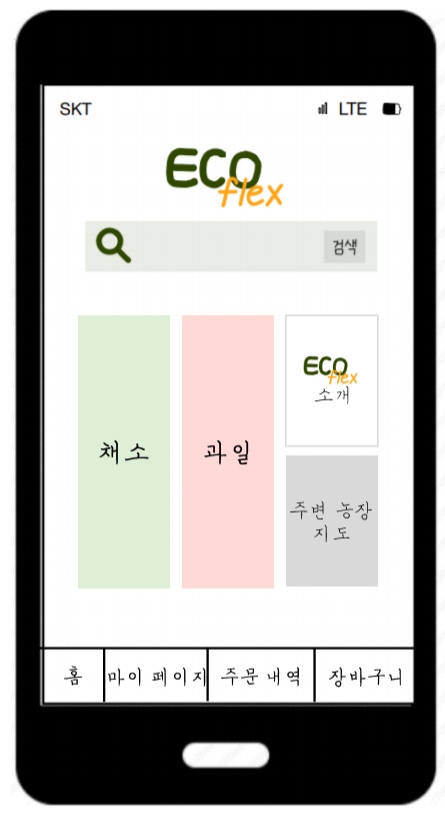 SKT LTE
ECO
flex
검색
채소
과일
ECO
flex
소개
주변 농장
지도
홈 마이 페이지 주문 내역 장바구니